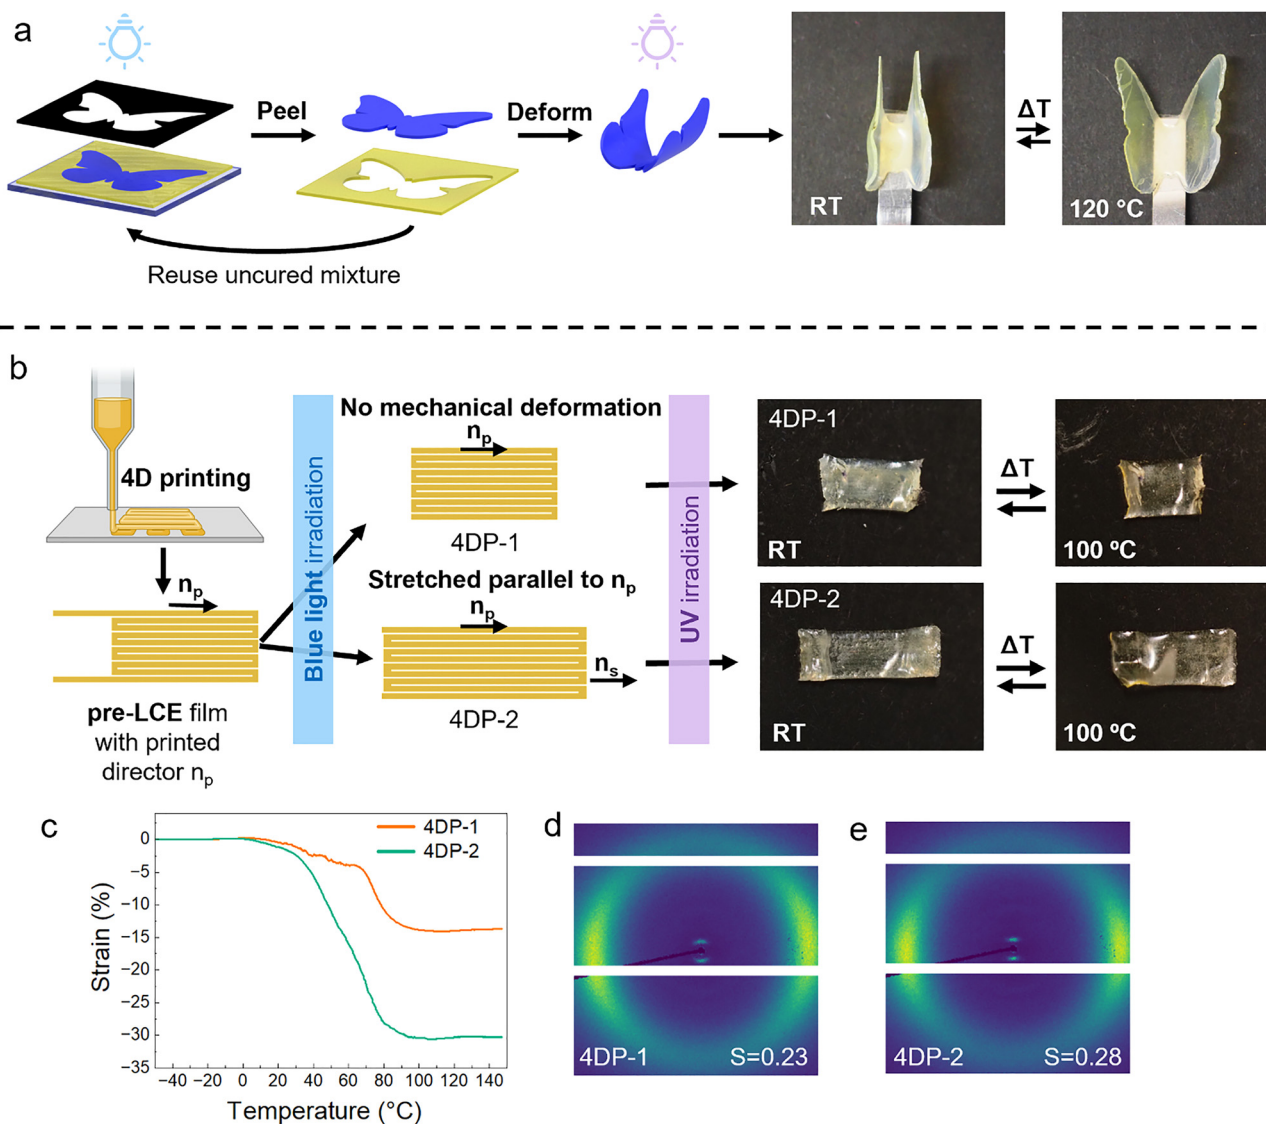 a
Peel
Deform
Reuse uncured mixture
RT
ΔT
120 °C
b
4D printing
n_p
pre-LCE film
with printed
director n_p
Blue light irradiation
No mechanical deformation
n_p
4DP-1
Stretched parallel to n_p
n_p
n_s
4DP-2
UV irradiation
4DP-1
RT
ΔT
100 ºC
4DP-2
RT
ΔT
100 ºC
c
4DP-1
4DP-2
0
−5
−10
−15
−20
−25
−30
−35
Strain (%)
−40 −20 0 20 40 60 80 100 120 140
Temperature (°C)
d
4DP-1 S=0.23
e
4DP-2 S=0.28